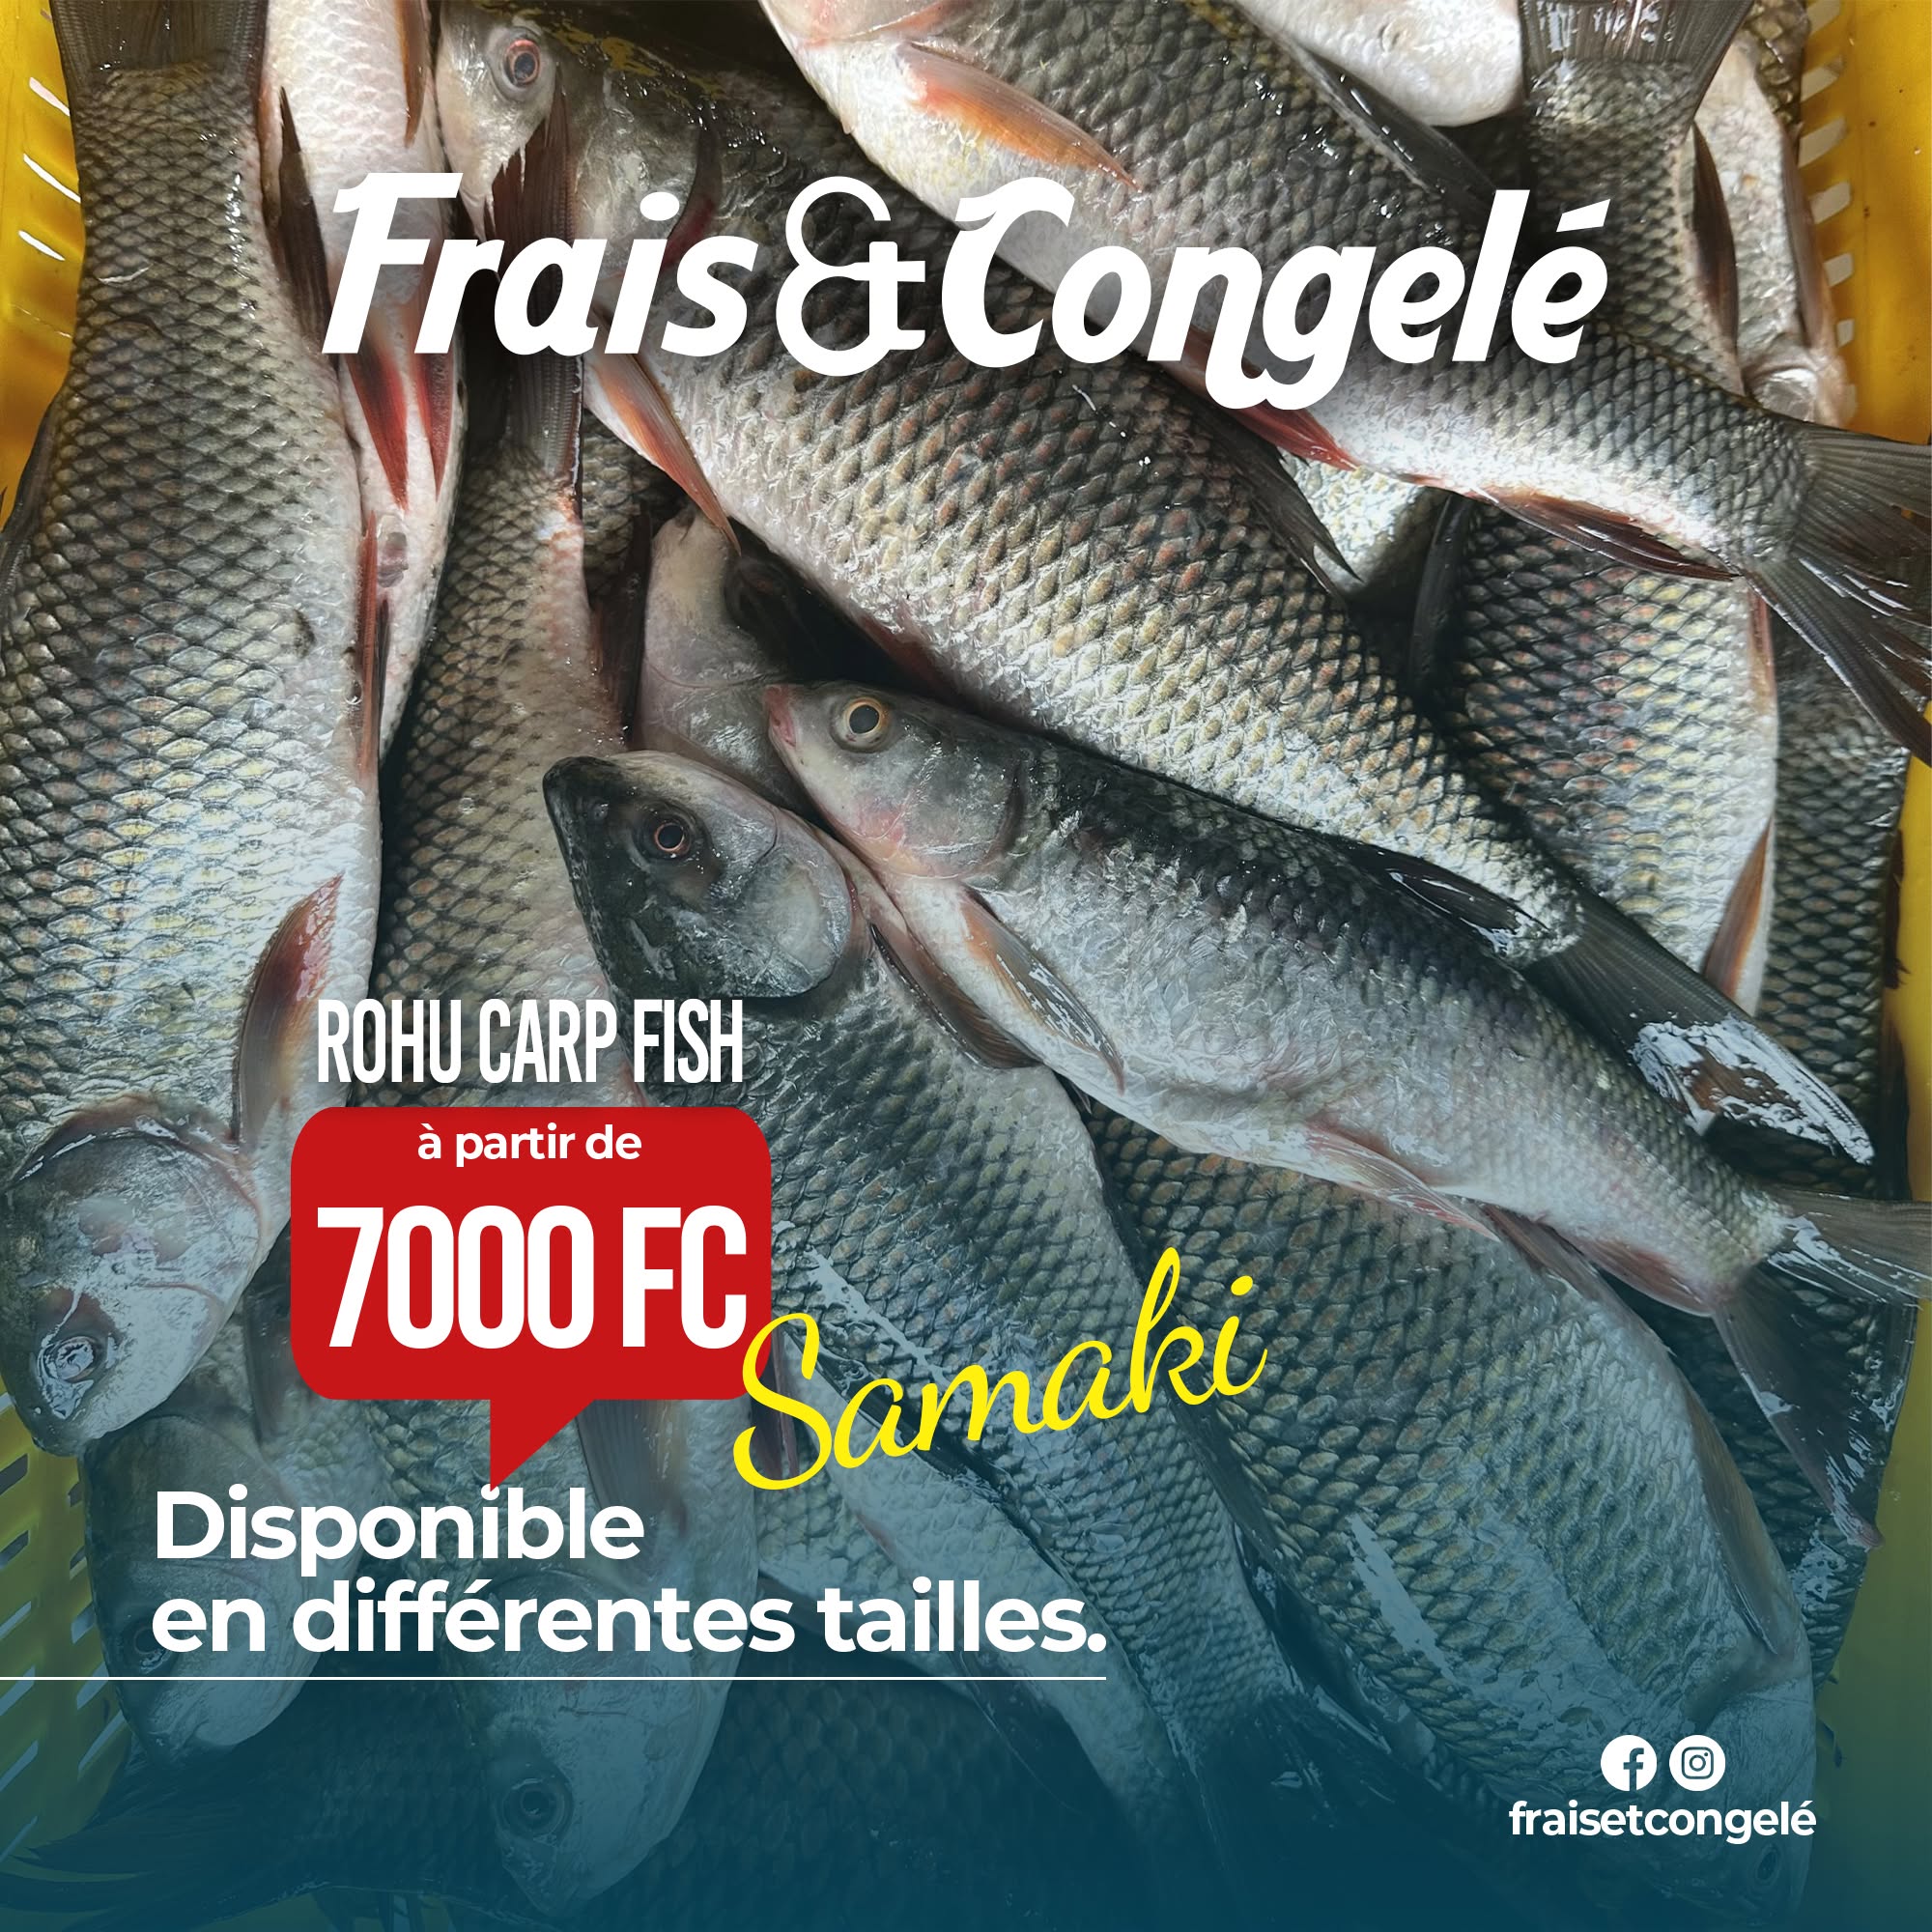 Frais & Congelé
ROHU CARP FISH
à partir de
7000 FC
Samaki
Disponible
en différentes tailles.
fraisetcongelé